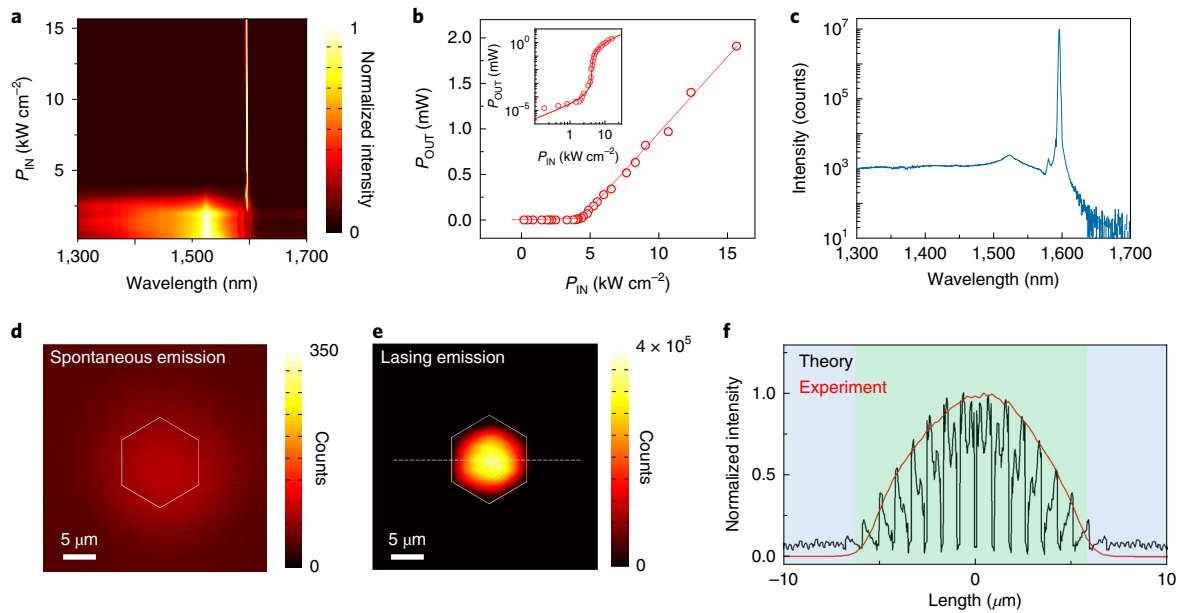 a
15
10
5
P_IN (kW cm⁻²)
1,300
1,500
1,700
Wavelength (nm)
1
0
Normalized intensity
b
2.0
1.5
1.0
0.5
0.0
P_OUT (mW)
0
5
10
15
P_IN (kW cm⁻²)
10⁰
10⁻⁵
P_OUT (mW)
1
10
P_IN (kW cm⁻²)
c
10⁷
10⁵
10³
10¹
Intensity (counts)
1,300
1,400
1,500
1,600
1,700
Wavelength (nm)
d
Spontaneous emission
5 μm
350
0
Counts
e
Lasing emission
5 μm
4 × 10⁵
0
Counts
f
Theory
Experiment
1.0
0.5
0.0
Normalized intensity
–10
–5
0
5
10
Length (μm)